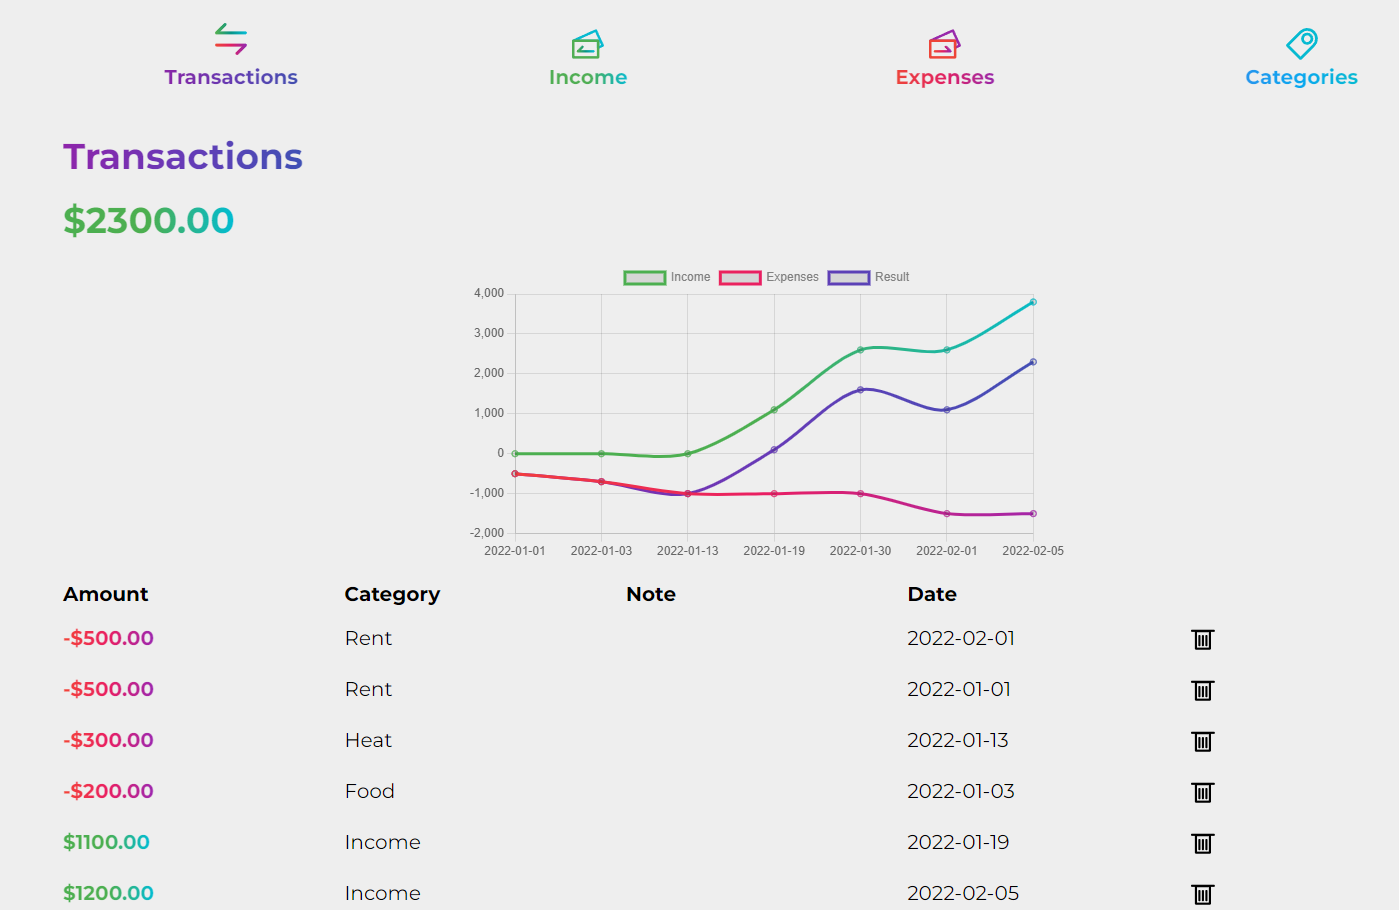 Transactions Income Expenses Categories
Transactions
$2300.00
Income Expenses Result
4,000
3,000
2,000
1,000
0
-1,000
-2,000
2022-01-01 2022-01-03 2022-01-13 2022-01-19 2022-01-30 2022-02-01 2022-02-05
Amount Category Note Date
-$500.00 Rent 2022-02-01
-$500.00 Rent 2022-01-01
-$300.00 Heat 2022-01-13
-$200.00 Food 2022-01-03
$1100.00 Income 2022-01-19
$1200.00 Income 2022-02-05